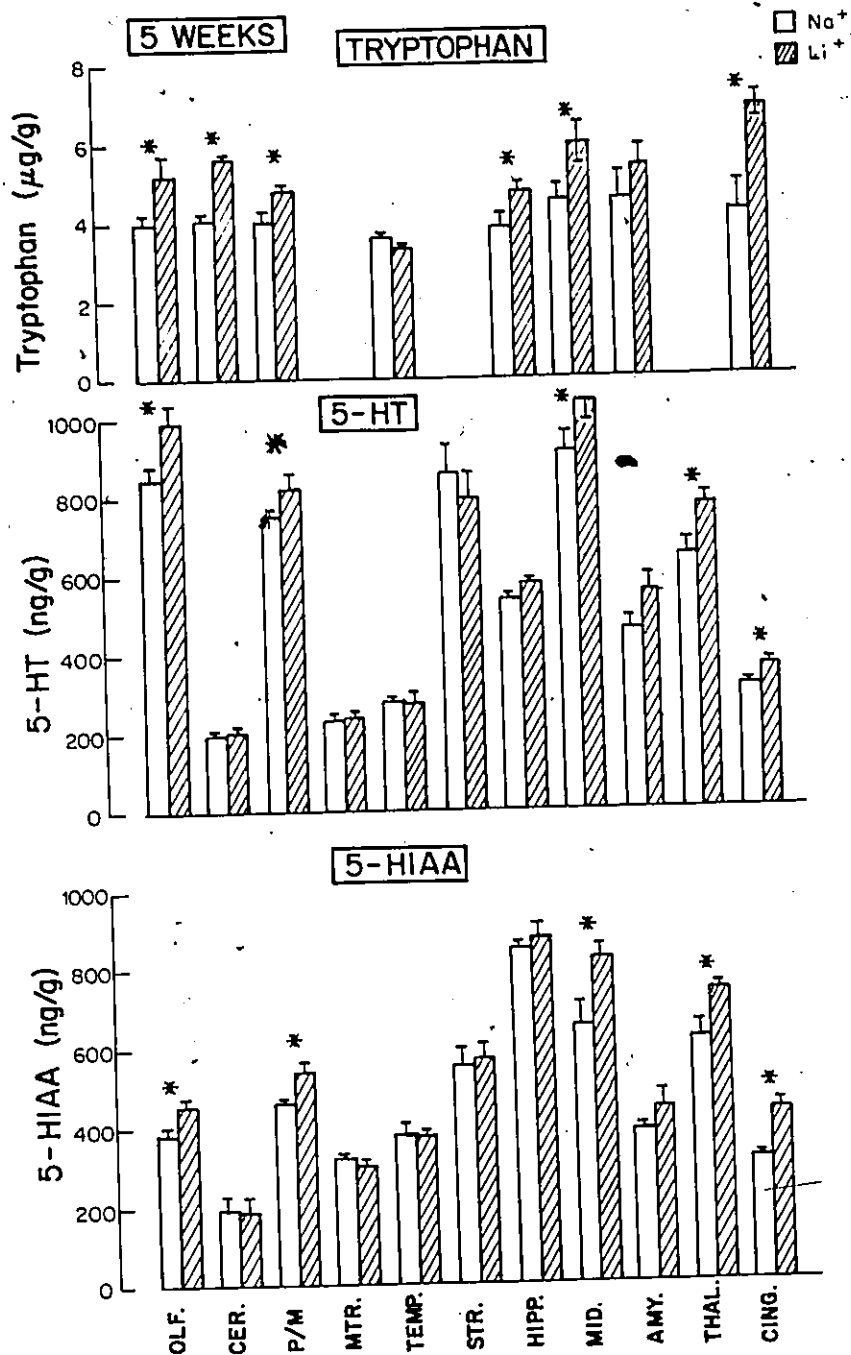 5 WEEKS
TRYPTOPHAN
Na+
Li+
Tryptophan (μg/g)
8
6
4
2
0
* * * * * *
5-HT
5-HT (ng/g)
1000
800
600
400
200
0
* * * * *
5-HIAA
5-HIAA (ng/g)
1000
800
600
400
200
0
* * * * *
OLF. CER. P/M MTR. TEMP. STR. HIPP. MID. AMY. THAL. CING.